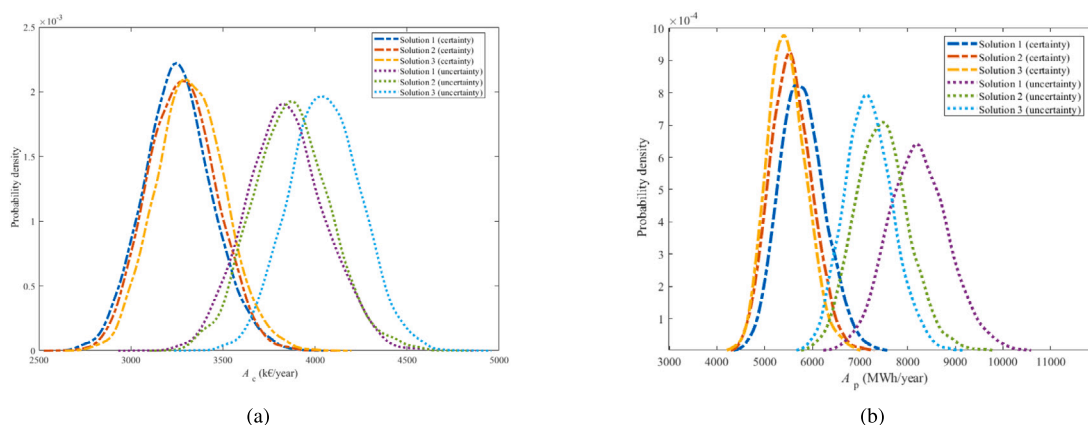 ×10⁻³
2.5
2
1.5
1
0.5
0
Probability density
2500
3000
3500
4000
4500
5000
A_c (k€/year)
Solution 1 (certainty)
Solution 2 (certainty)
Solution 3 (certainty)
Solution 1 (uncertainty)
Solution 2 (uncertainty)
Solution 3 (uncertainty)
(a)
×10⁻⁴
10
9
8
7
6
5
4
3
2
1
Probability density
3000
4000
5000
6000
7000
8000
9000
10000
11000
A_p (MWh/year)
Solution 1 (certainty)
Solution 2 (certainty)
Solution 3 (certainty)
Solution 1 (uncertainty)
Solution 2 (uncertainty)
Solution 3 (uncertainty)
(b)